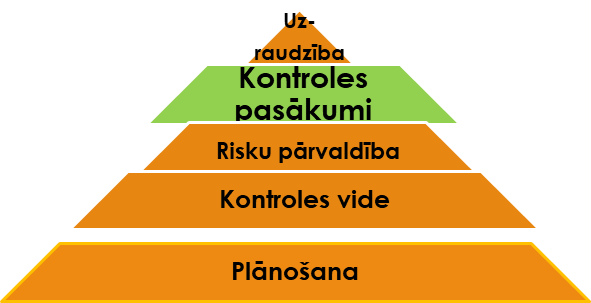 Uz-
raudzība
Kontroles
pasākumi
Risku pārvaldība
Kontroles vide
Plānošana